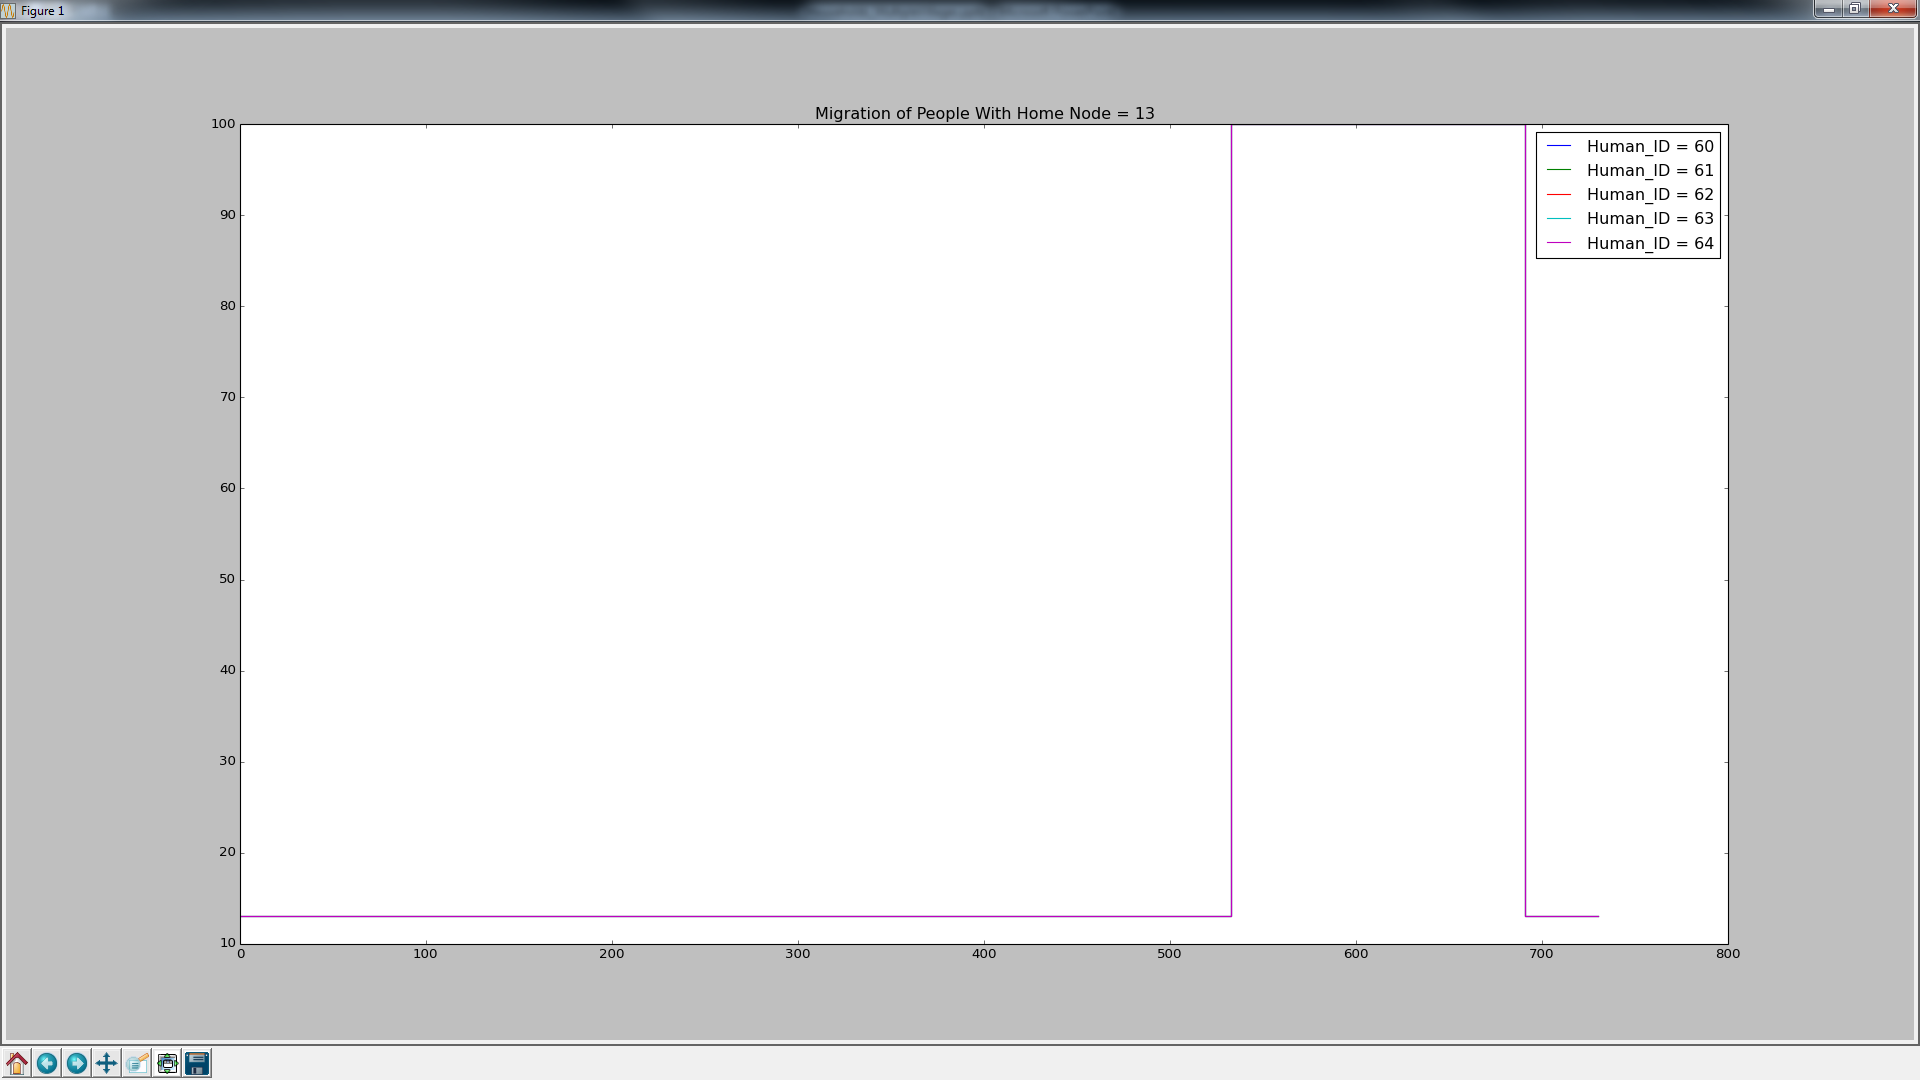 Figure 1
Migration of People With Home Node = 13
100
90
80
70
60
50
40
30
20
10
0 100 200 300 400 500 600 700 800
Human_ID = 60
Human_ID = 61
Human_ID = 62
Human_ID = 63
Human_ID = 64